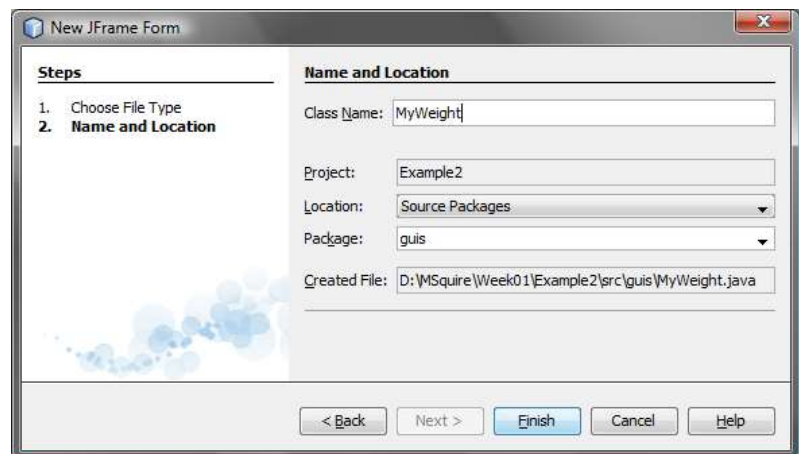 New JFrame Form
Steps
1. Choose File Type
2. Name and Location
Name and Location
Class Name: MyWeight
Project: Example2
Location: Source Packages
Package: guis
Created File: D:\MSquire\Week01\Example2\src\guis\MyWeight.java
< Back Next > Finish Cancel Help